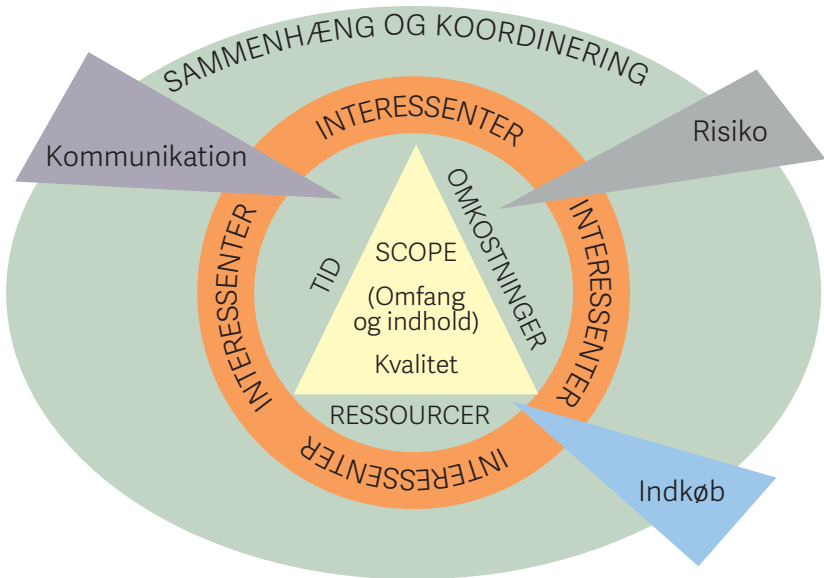 SAMMENHÆNG OG KOORDINERING
INTERESSENTER
Kommunikation
Risiko
OMKOSTNINGER
INTERESSENTER
INTERESSENTER
TID
SCOPE
(Omfang
og indhold)
Kvalitet
RESSOURCER
INTERESSENTER
Indkøb